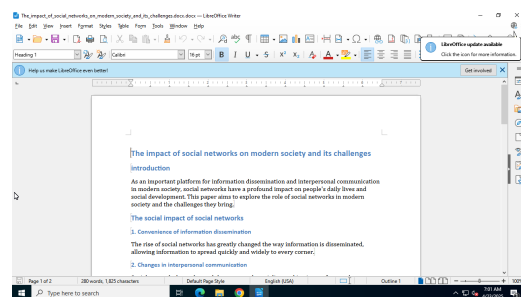 The_impact_of_social_networks_on_modern_society_and_its_challenges.docx.docx — LibreOffice Writer
File Edit View Insert Format Styles Table Form Tools Window Help
LibreOffice update available
Click the icon for more information.
Heading 1 Calibri 16 pt
Help us make LibreOffice even better! Get involved
The impact of social networks on modern society and its challenges
introduction
As an important platform for information dissemination and interpersonal communication
in modern society, social networks have a profound impact on people's daily lives and
social development. This paper aims to explore the role of social networks in modern
society and the challenges they bring.
The social impact of social networks
1. Convenience of information dissemination
The rise of social networks has greatly changed the way information is disseminated,
allowing information to spread quickly and widely to every corner.
2. Changes in interpersonal communication
Page 1 of 2 280 words, 1,825 characters Default Page Style English (USA) Outline 1 100%
Type here to search
7:01 AM